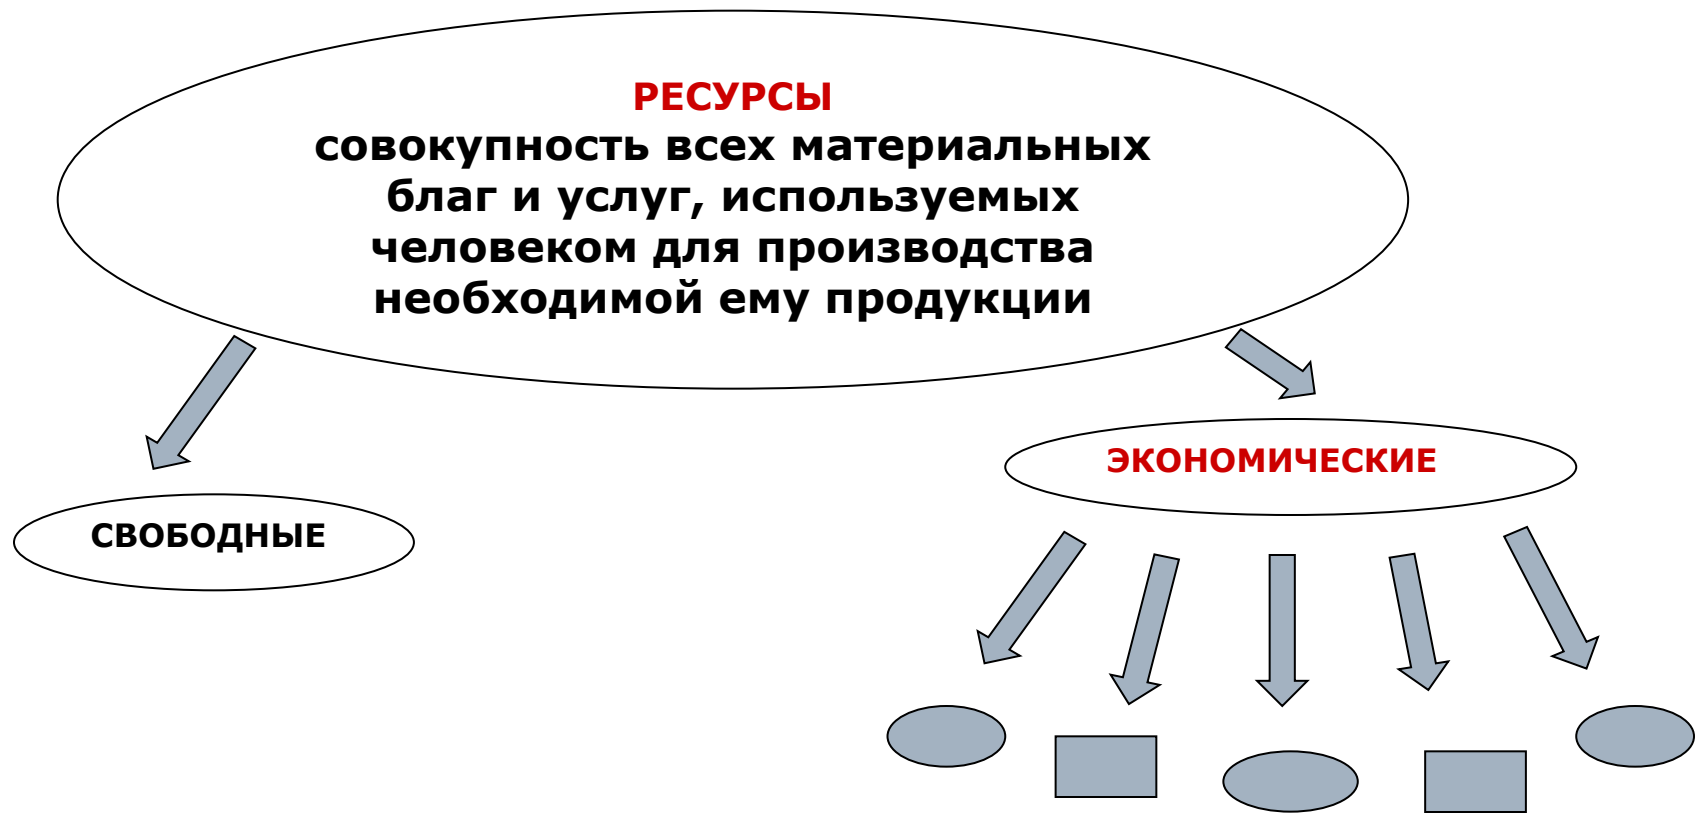 РЕСУРСЫ
совокупность всех материальных
благ и услуг, используемых
человеком для производства
необходимой ему продукции
ЭКОНОМИЧЕСКИЕ
СВОБОДНЫЕ